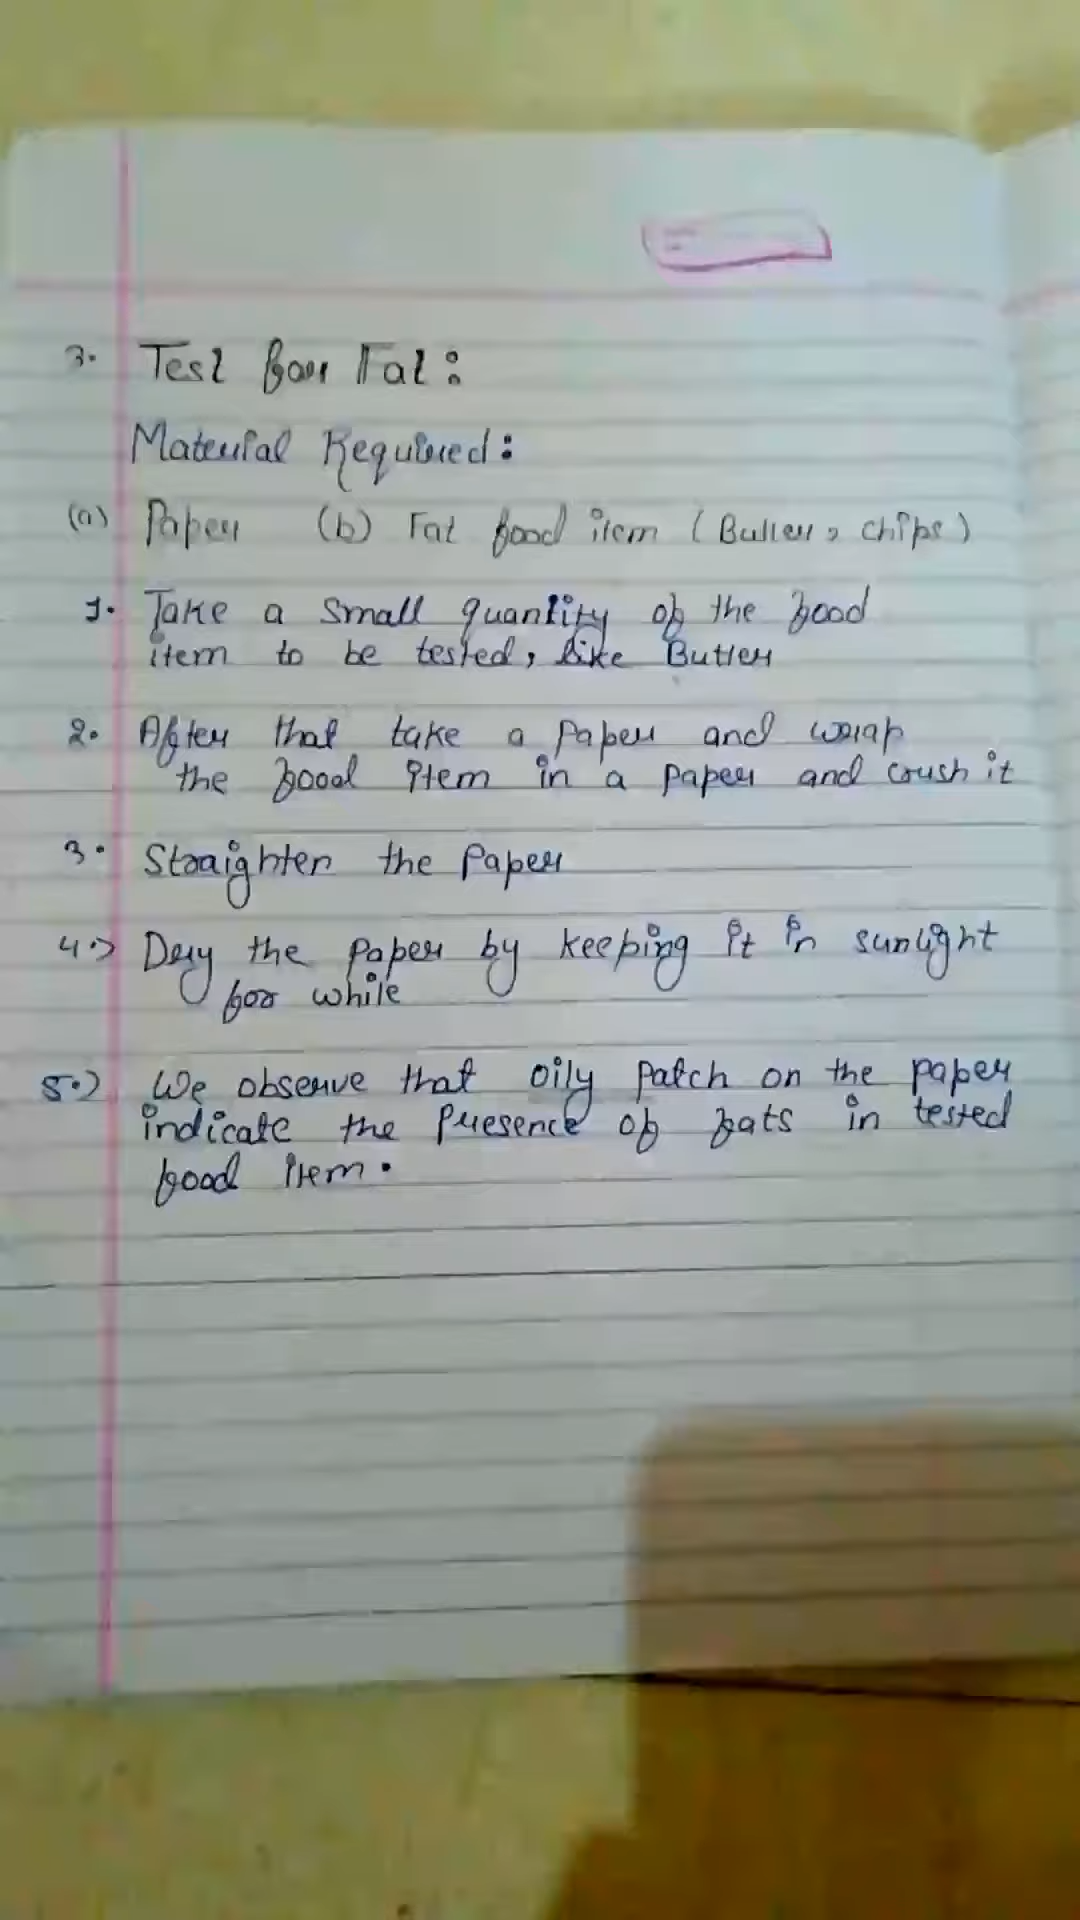 3. Test for Fat:
Material Required:
(a) Paper (b) Fat food item (Butter, chips)
1. Take a small quantity of the food
item to be tested, like Butter
2. After that take a paper and wrap
the food item in a paper and crush it
3. Straighten the Paper
4.) Dry the paper by keeping it in sunlight
for while
5.) We observe that oily patch on the paper
indicate the presence of fats in tested
food item.